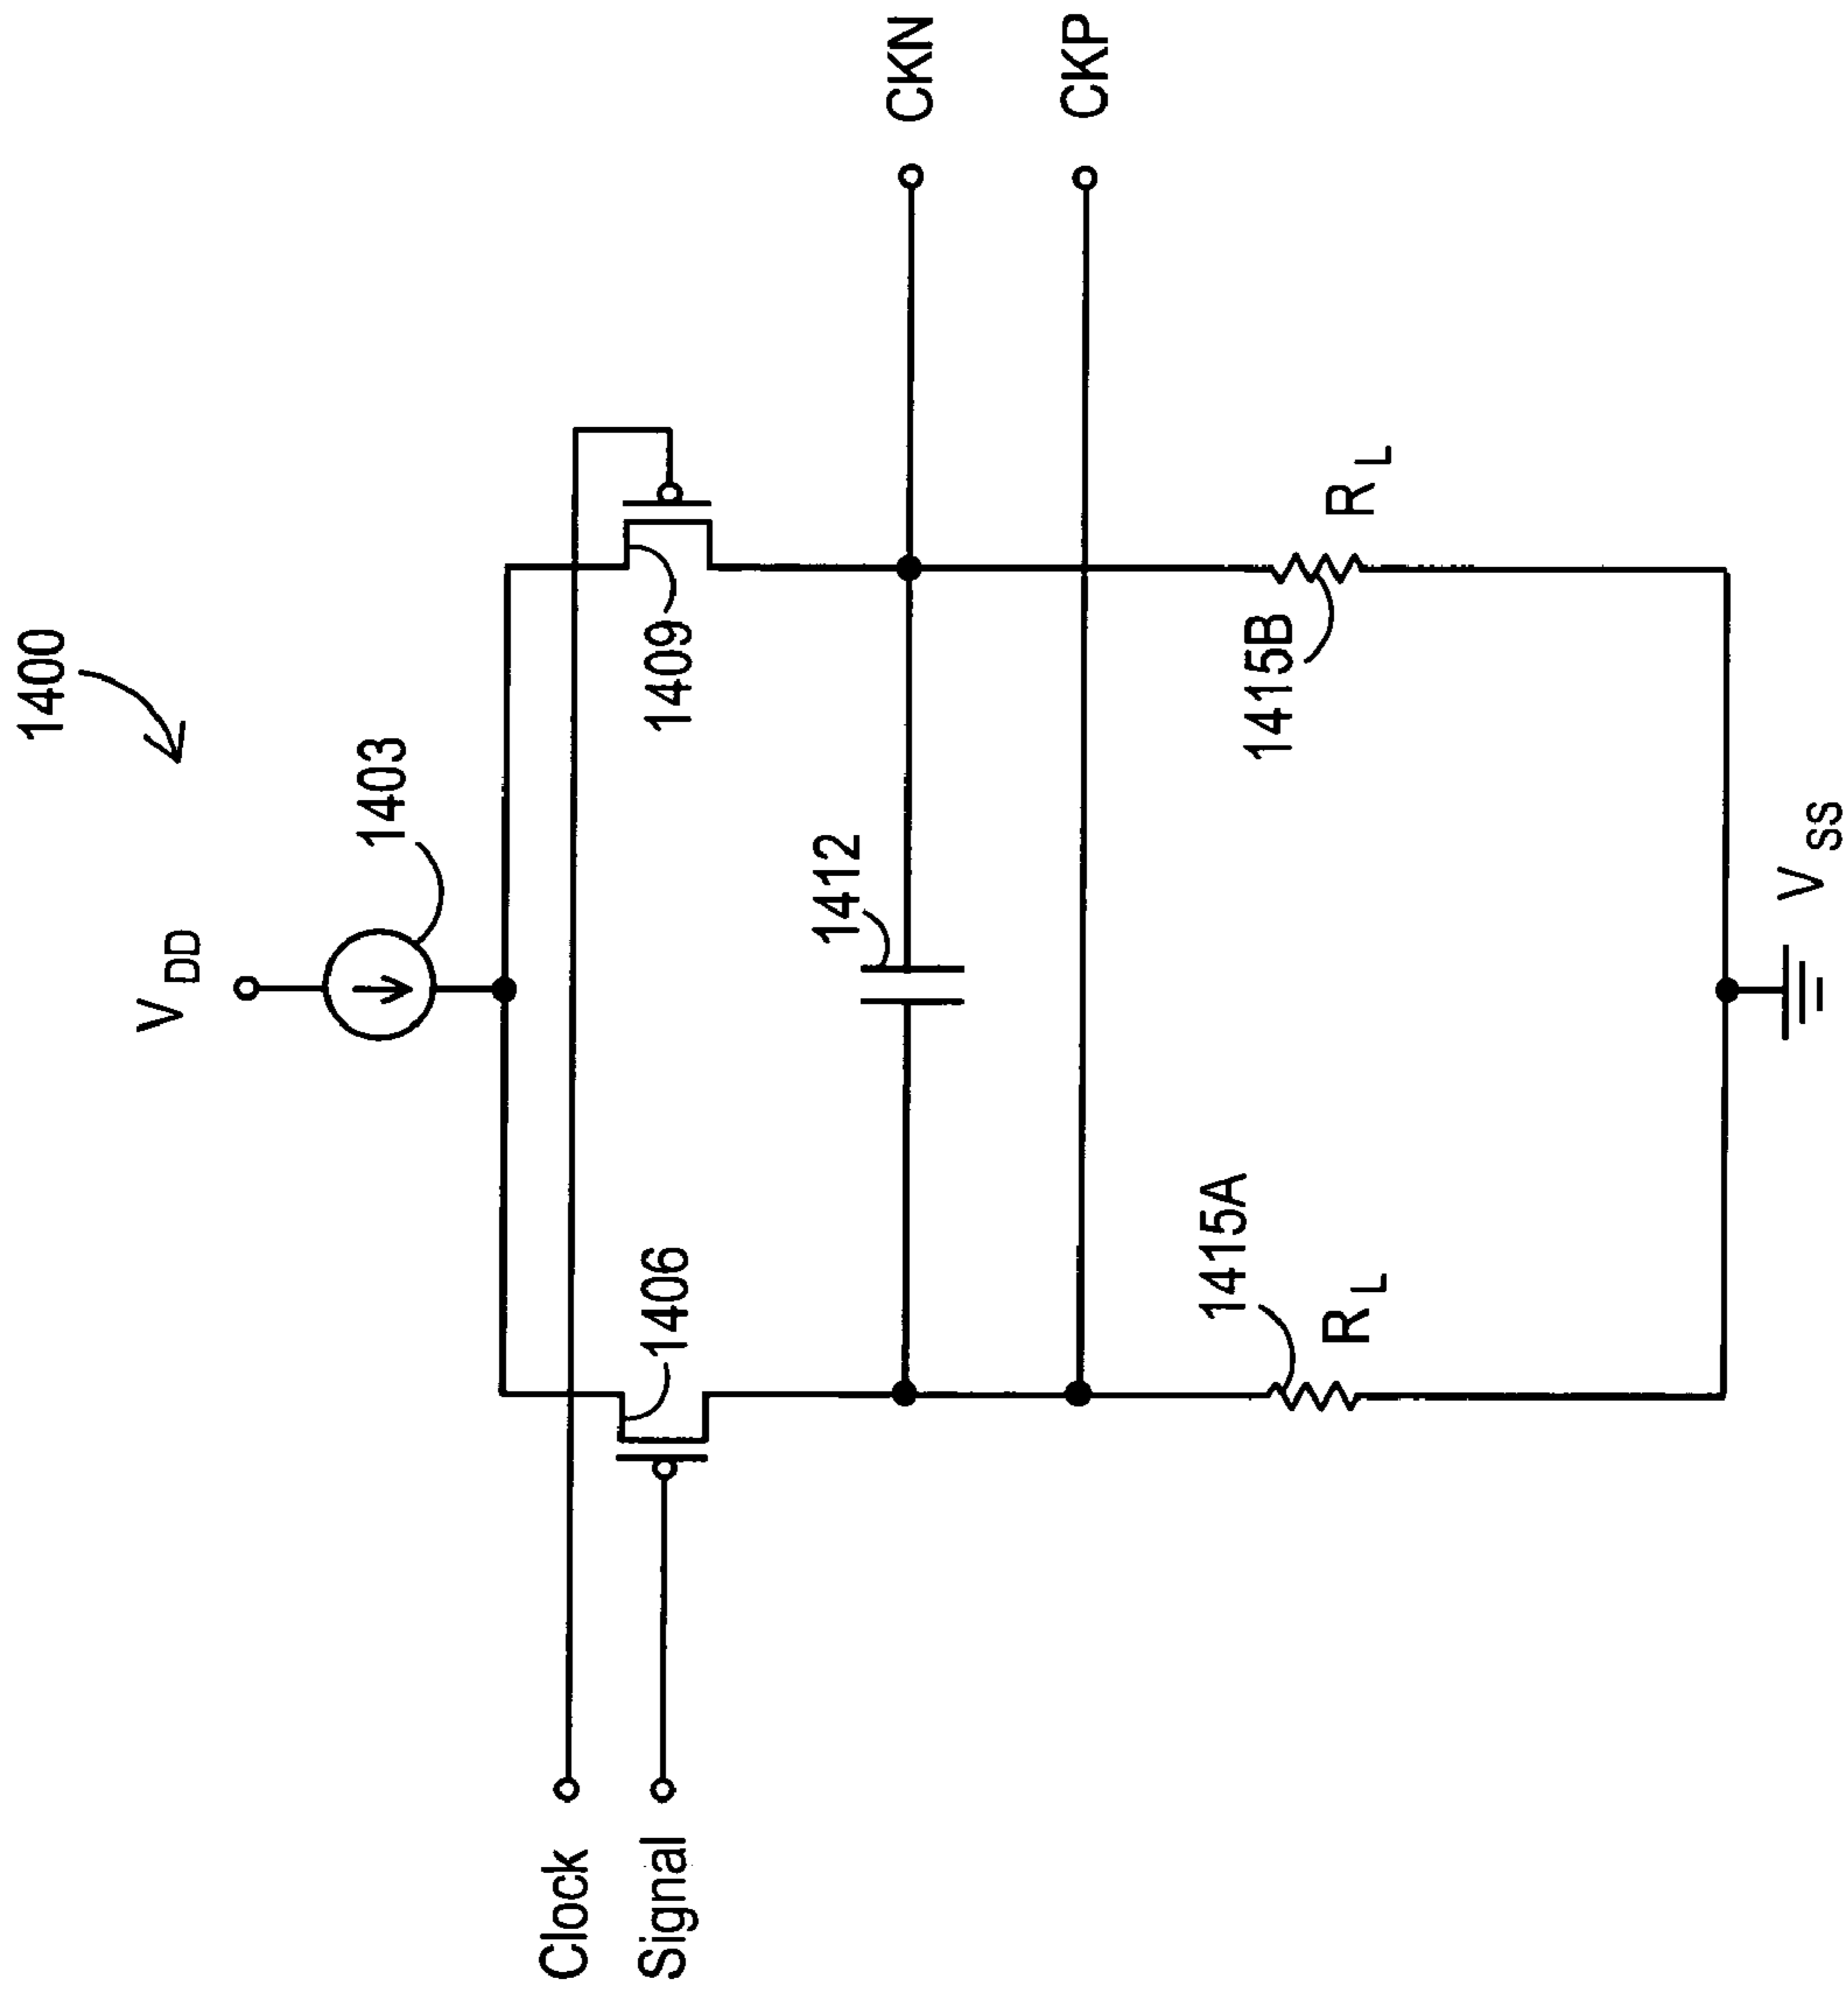 1400
V DD
1403
Clock
Signal
1406
1409
1412
CKN
CKP
1415A
R L
1415B
R L
V SS